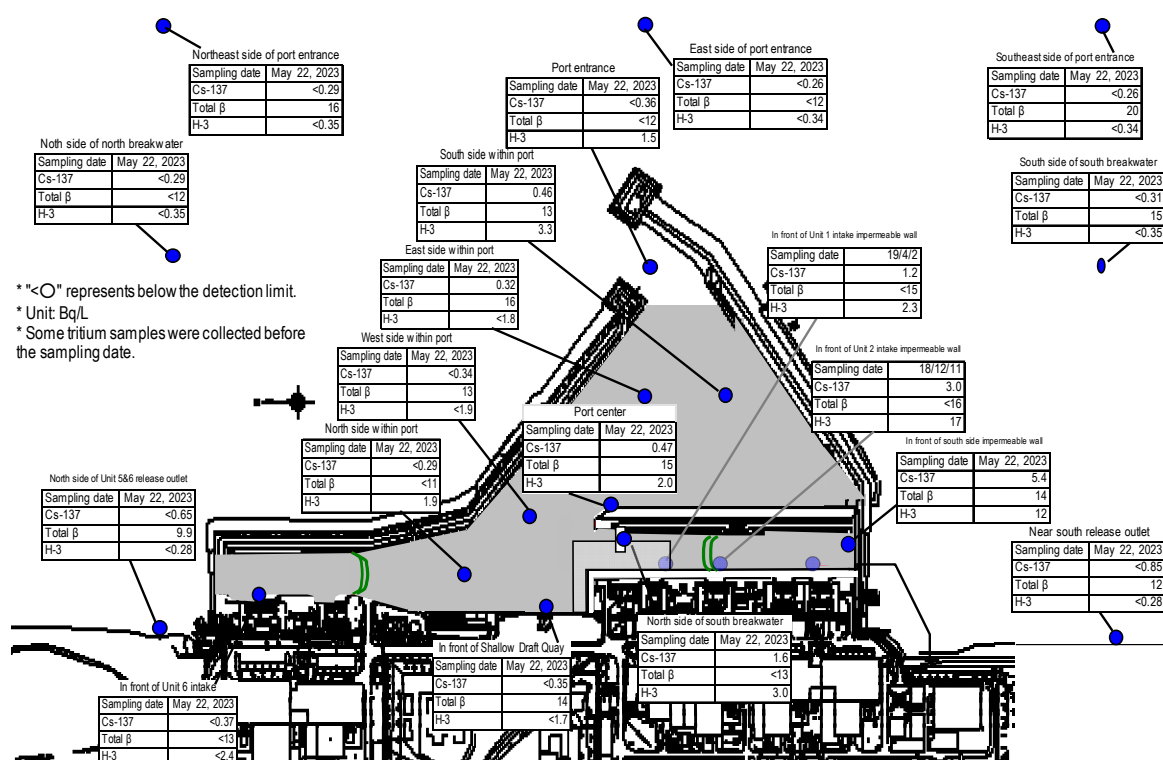 Northeast side of port entrance
Sampling date May 22, 2023
Cs-137 <0.29
Total β 16
H-3 <0.35
East side of port entrance
Sampling date May 22, 2023
Cs-137 <0.26
Total β <12
H-3 <0.34
Southeast side of port entrance
Sampling date May 22, 2023
Cs-137 <0.26
Total β 20
H-3 <0.34
Port entrance
Sampling date May 22, 2023
Cs-137 <0.36
Total β <12
H-3 1.5
Noth side of north breakwater
Sampling date May 22, 2023
Cs-137 <0.29
Total β <12
H-3 <0.35
South side within port
Sampling date May 22, 2023
Cs-137 0.46
Total β 13
H-3 3.3
South side of south breakwater
Sampling date May 22, 2023
Cs-137 <0.31
Total β 15
H-3 <0.35
In front of Unit 1 intake impermeable wall
Sampling date 19/4/2
Cs-137 1.2
Total β <15
H-3 2.3
East side within port
Sampling date May 22, 2023
Cs-137 0.32
Total β 16
H-3 <1.8
* "<○" represents below the detection limit.
* Unit: Bq/L
* Some tritium samples were collected before
the sampling date.
West side within port
Sampling date May 22, 2023
Cs-137 <0.34
Total β 13
H-3 <1.9
In front of Unit 2 intake impermeable wall
Sampling date 18/12/11
Cs-137 3.0
Total β <16
H-3 17
Port center
Sampling date May 22, 2023
Cs-137 0.47
Total β 15
H-3 2.0
North side within port
Sampling date May 22, 2023
Cs-137 <0.29
Total β <11
H-3 1.9
In front of south side impermeable wall
Sampling date May 22, 2023
Cs-137 5.4
Total β 14
H-3 12
North side of Unit 5&6 release outlet
Sampling date May 22, 2023
Cs-137 <0.65
Total β 9.9
H-3 <0.28
Near south release outlet
Sampling date May 22, 2023
Cs-137 <0.85
Total β 12
H-3 <0.28
North side of south breakwater
Sampling date May 22, 2023
Cs-137 1.6
Total β <13
H-3 3.0
In front of Shallow Draft Quay
Sampling date May 22, 2023
Cs-137 <0.35
Total β 14
H-3 <1.7
In front of Unit 6 intake
Sampling date May 22, 2023
Cs-137 <0.37
Total β <13
H-3 <2.4